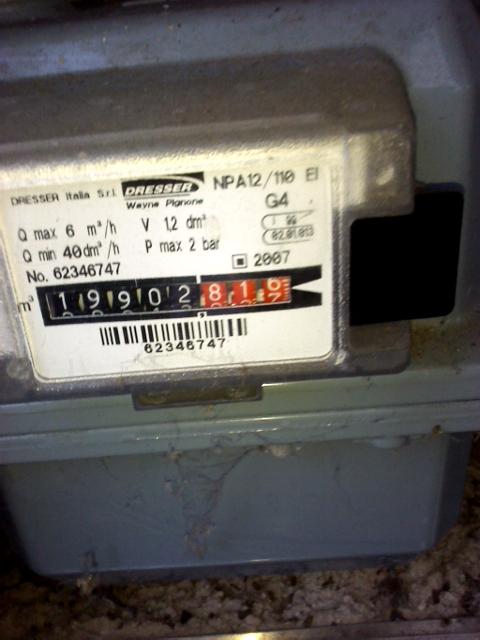 DRESSER Italia S.r.l. DRESSER NPA12/110 EI
Wayne Pignone G4
Q max 6 m³/h V 1,2 dm³
Q min 40dm³/h P max 2 bar
No. 62346747 2007
m³ 19902816
62346747